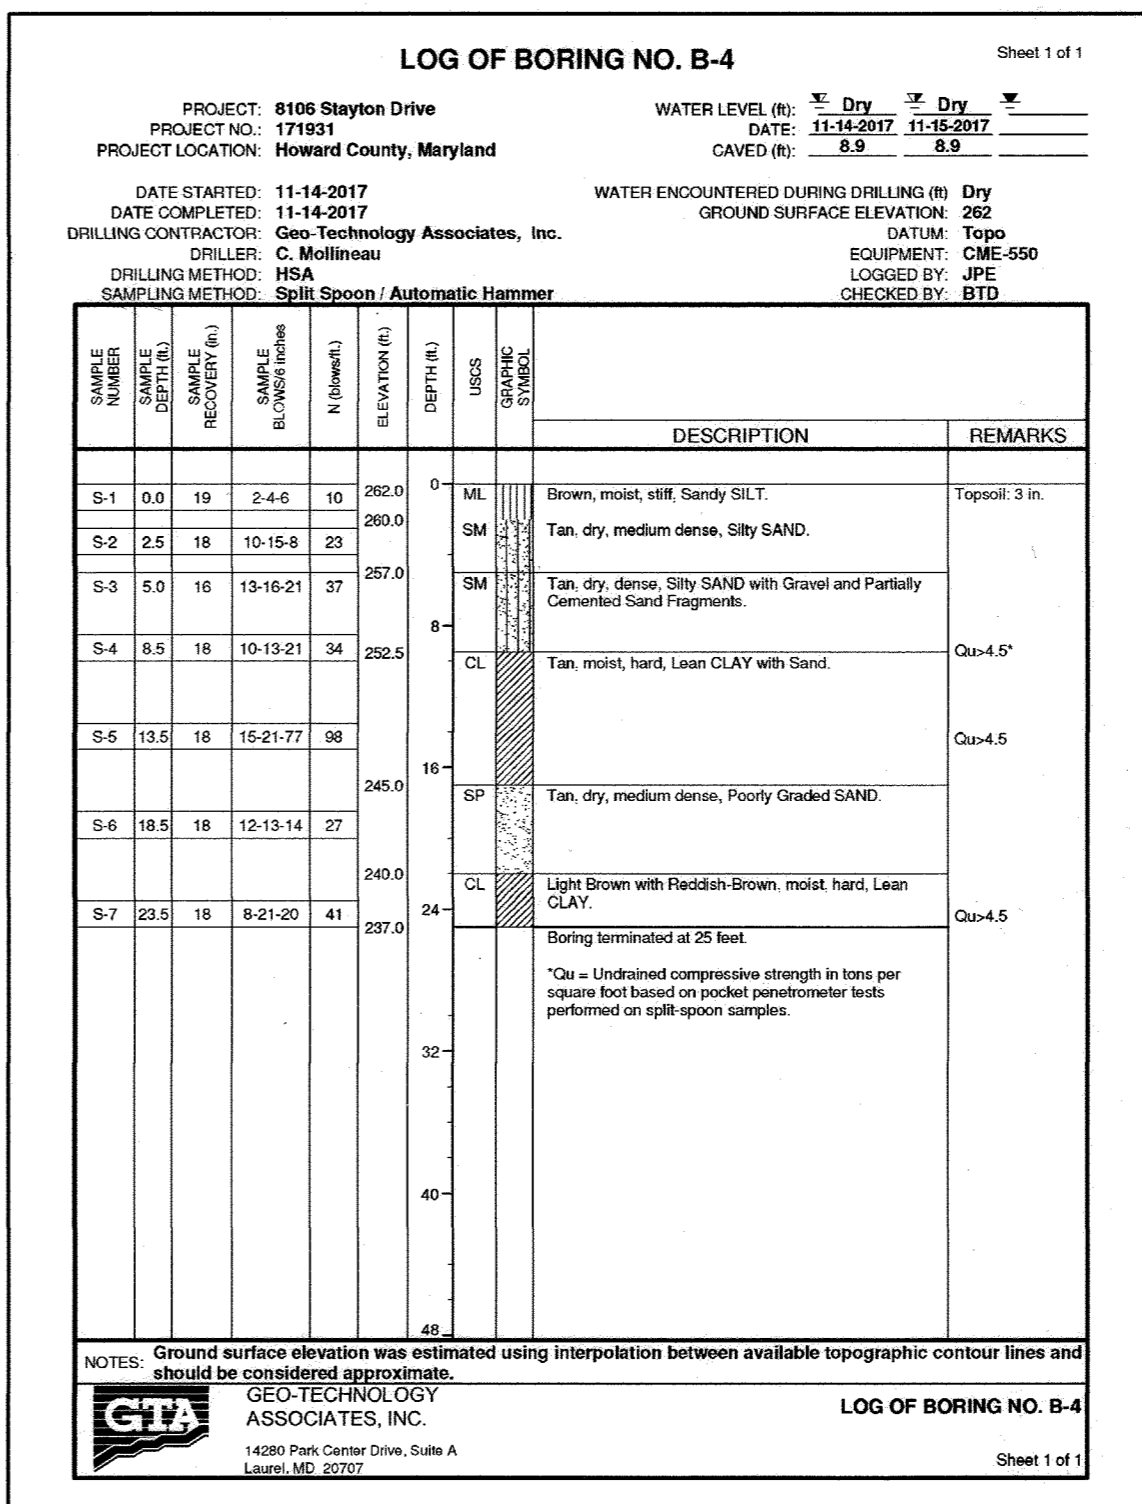 LOG OF BORING NO. B-4
Sheet 1 of 1
PROJECT: 8106 Stayton Drive
PROJECT NO.: 171931
PROJECT LOCATION: Howard County, Maryland
WATER LEVEL (ft): Dry Dry
DATE: 11-14-2017 11-15-2017
CAVED (ft): 8.9 8.9
DATE STARTED: 11-14-2017
DATE COMPLETED: 11-14-2017
DRILLING CONTRACTOR: Geo-Technology Associates, Inc.
DRILLER: C. Mollineau
DRILLING METHOD: HSA
SAMPLING METHOD: Split Spoon / Automatic Hammer
WATER ENCOUNTERED DURING DRILLING (ft) Dry
GROUND SURFACE ELEVATION: 262
DATUM: Topo
EQUIPMENT: CME-550
LOGGED BY: JPE
CHECKED BY: BTD
SAMPLE NUMBER
SAMPLE DEPTH (ft.)
SAMPLE RECOVERY (in.)
SAMPLE BLOWS/6 inches
N (blows/ft.)
ELEVATION (ft.)
DEPTH (ft.)
USCS
GRAPHIC SYMBOL
DESCRIPTION
REMARKS
S-1 0.0 19 2-4-6 10 262.0 0 ML Brown, moist, stiff, Sandy SILT. Topsoil: 3 in.
260.0 SM Tan, dry, medium dense, Silty SAND.
S-2 2.5 18 10-15-8 23
257.0
S-3 5.0 16 13-16-21 37 SM Tan, dry, dense, Silty SAND with Gravel and Partially
Cemented Sand Fragments.
8
S-4 8.5 18 10-13-21 34 252.5 Qu>4.5*
CL Tan, moist, hard, Lean CLAY with Sand.
S-5 13.5 18 15-21-77 98 Qu>4.5
16
245.0
SP Tan, dry, medium dense, Poorly Graded SAND.
S-6 18.5 18 12-13-14 27
240.0
CL Light Brown with Reddish-Brown, moist, hard, Lean
CLAY.
S-7 23.5 18 8-21-20 41 24 Qu>4.5
237.0
Boring terminated at 25 feet.
*Qu = Undrained compressive strength in tons per
square foot based on pocket penetrometer tests
performed on split-spoon samples.
32
40
48
NOTES: Ground surface elevation was estimated using interpolation between available topographic contour lines and
should be considered approximate.
GTA
GEO-TECHNOLOGY
ASSOCIATES, INC.
14280 Park Center Drive, Suite A
Laurel, MD 20707
LOG OF BORING NO. B-4
Sheet 1 of 1